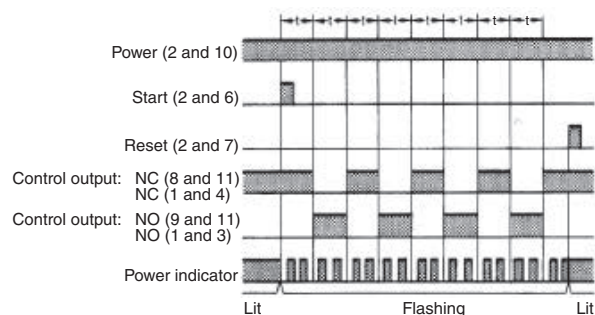 t t t t t t t t
Power (2 and 10)
Start (2 and 6)
Reset (2 and 7)
Control output: NC (8 and 11)
NC (1 and 4)
Control output: NO (9 and 11)
NO (1 and 3)
Power indicator
Lit Flashing Lit